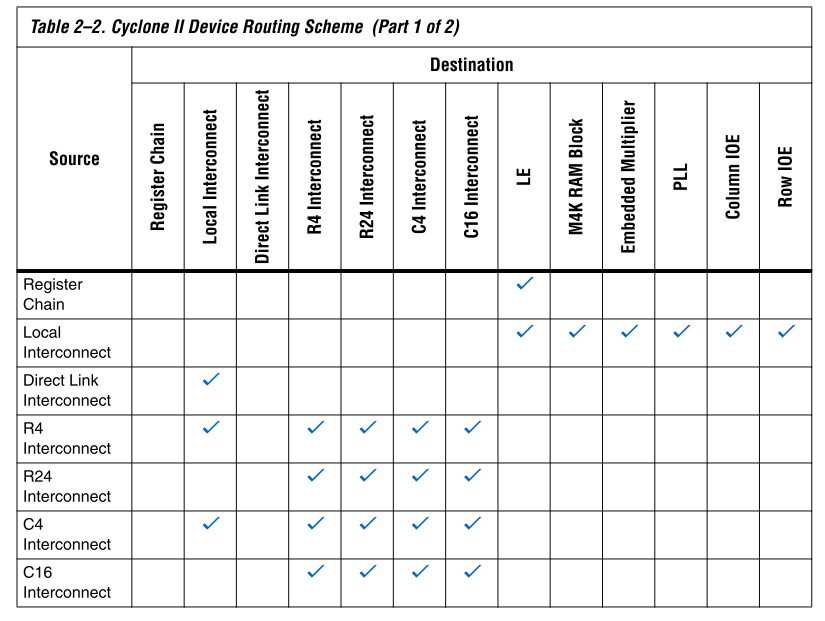 Table 2–2. Cyclone II Device Routing Scheme (Part 1 of 2)
Source
Destination
Register Chain
Local Interconnect
Direct Link Interconnect
R4 Interconnect
R24 Interconnect
C4 Interconnect
C16 Interconnect
LE
M4K RAM Block
Embedded Multiplier
PLL
Column IOE
Row IOE
Register
Chain
✓
Local
Interconnect
✓ ✓ ✓ ✓ ✓ ✓
Direct Link
Interconnect
✓
R4
Interconnect
✓ ✓ ✓ ✓ ✓
R24
Interconnect
✓ ✓ ✓ ✓
C4
Interconnect
✓ ✓ ✓ ✓ ✓
C16
Interconnect
✓ ✓ ✓ ✓